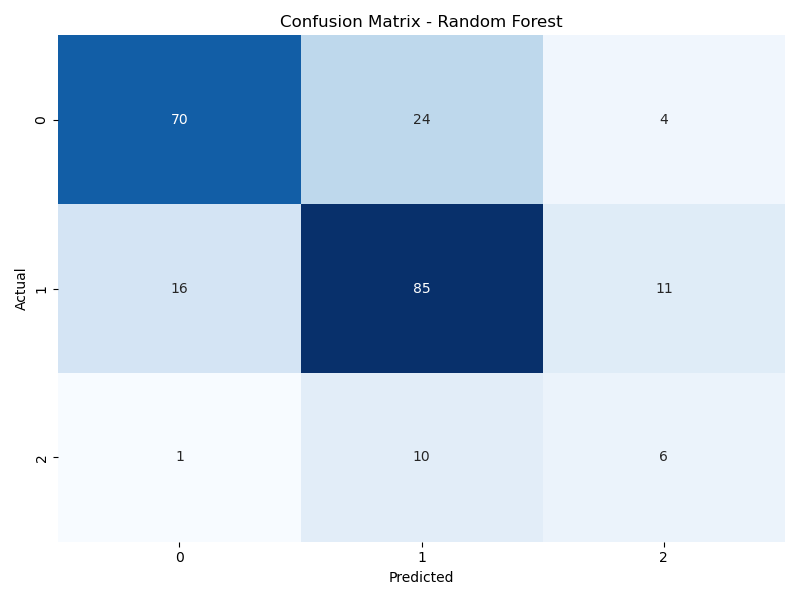 Confusion Matrix - Random Forest
Actual
0
70 24 4
1
16 85 11
2
1 10 6
0 1 2
Predicted